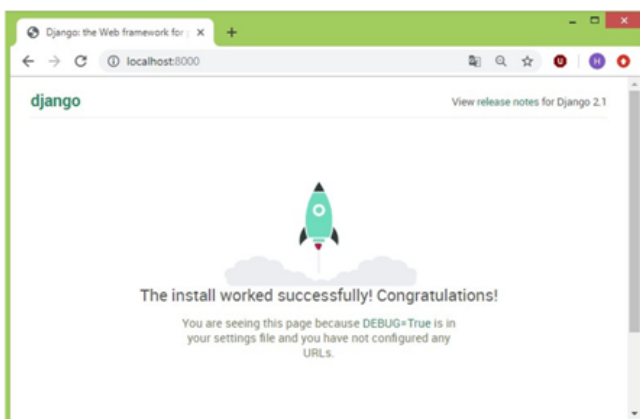 Django: the Web framework for
localhost:8000
H
django
View release notes for Django 2.1
The install worked successfully! Congratulations!
You are seeing this page because DEBUG=True is in
your settings file and you have not configured any
URLs.